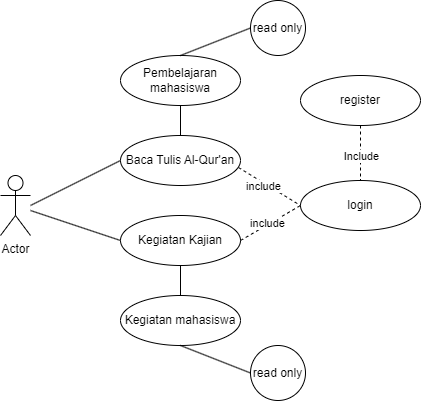 read only
Pembelajaran
mahasiswa
register
Baca Tulis Al-Qur'an
Include
include
login
Actor
include
Kegiatan Kajian
Kegiatan mahasiswa
read only